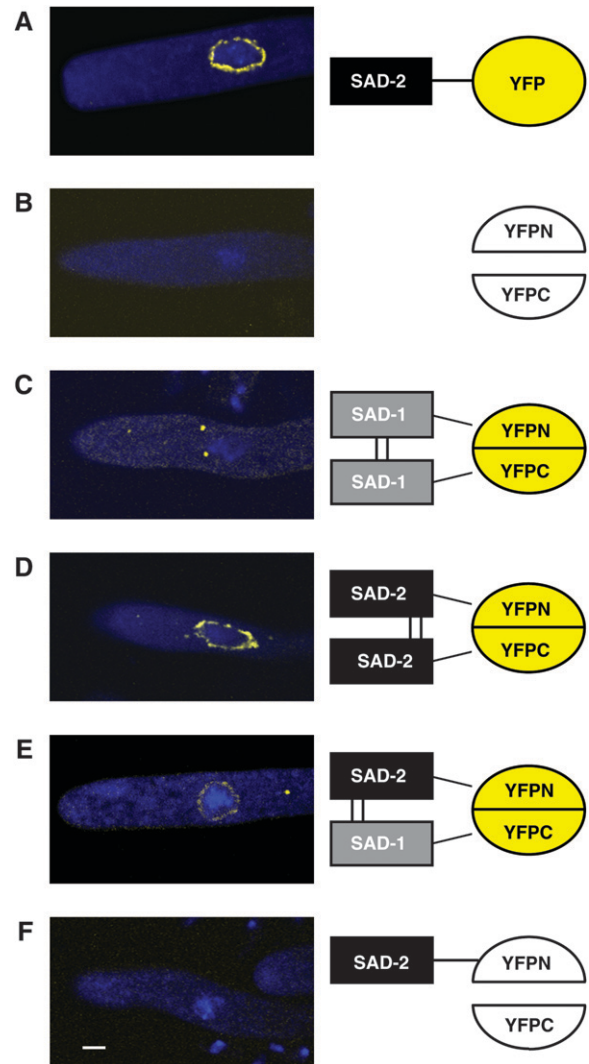 A
SAD-2
YFP
B
YFPN
YFPC
C
SAD-1
YFPN
SAD-1
YFPC
D
SAD-2
YFPN
SAD-2
YFPC
E
SAD-2
YFPN
SAD-1
YFPC
F
SAD-2
YFPN
YFPC